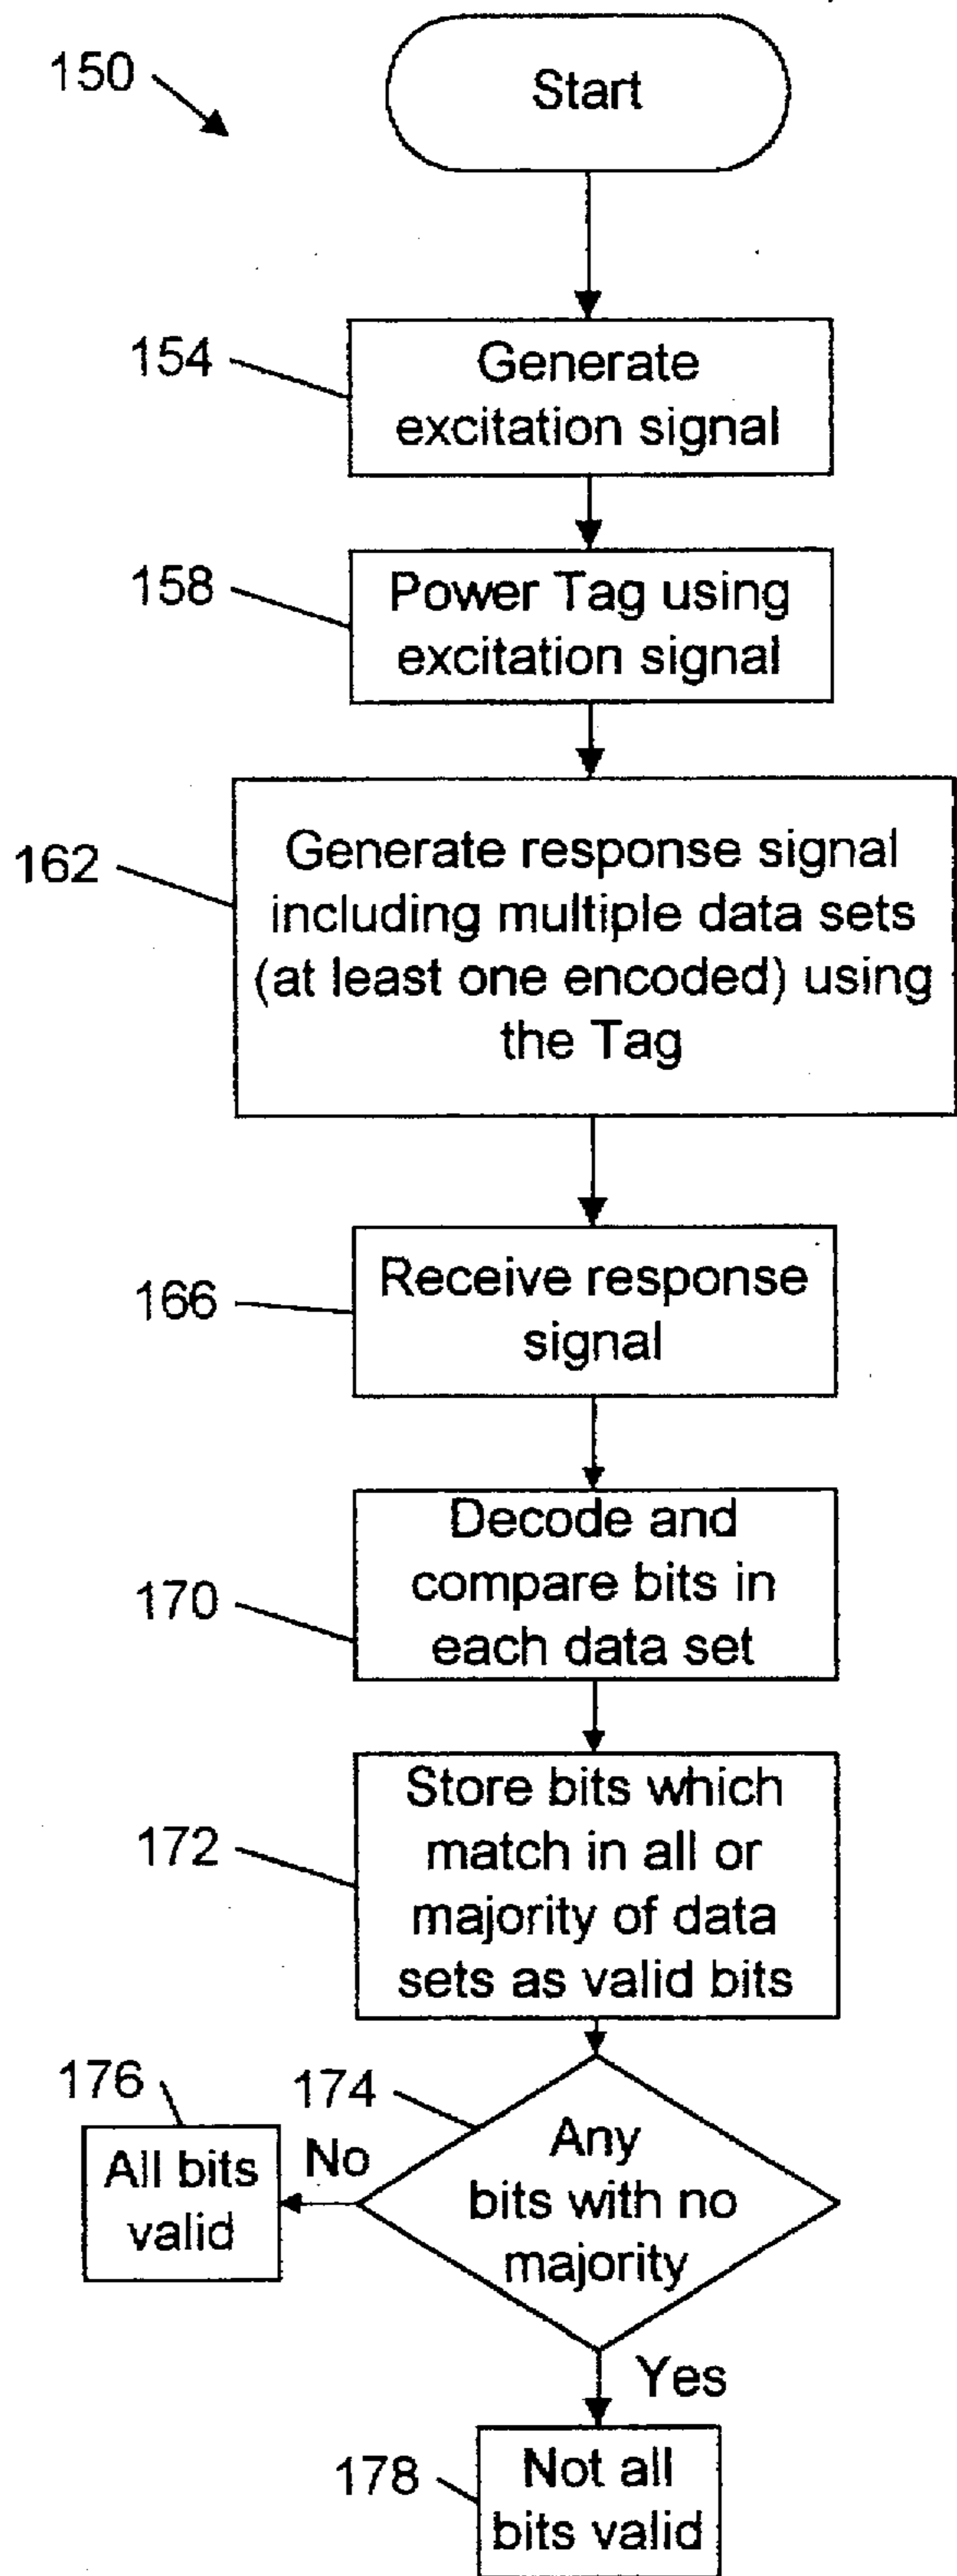 150
Start
154
Generate
excitation signal
158
Power Tag using
excitation signal
162
Generate response signal
including multiple data sets
(at least one encoded) using
the Tag
166
Receive response
signal
170
Decode and
compare bits in
each data set
172
Store bits which
match in all or
majority of data
sets as valid bits
174
Any
bits with no
majority
No
176
All bits
valid
Yes
178
Not all
bits valid